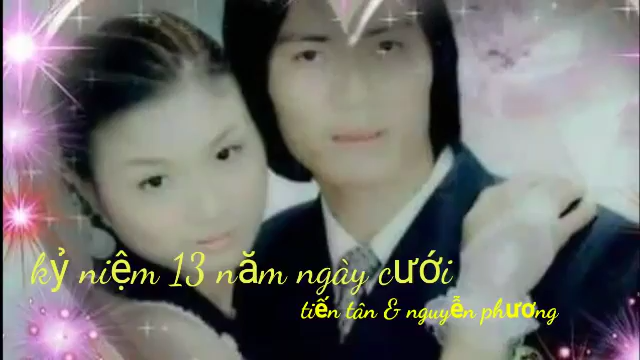 kỷ niệm 13 năm ngày cưới
tiến tân & nguyễn phương